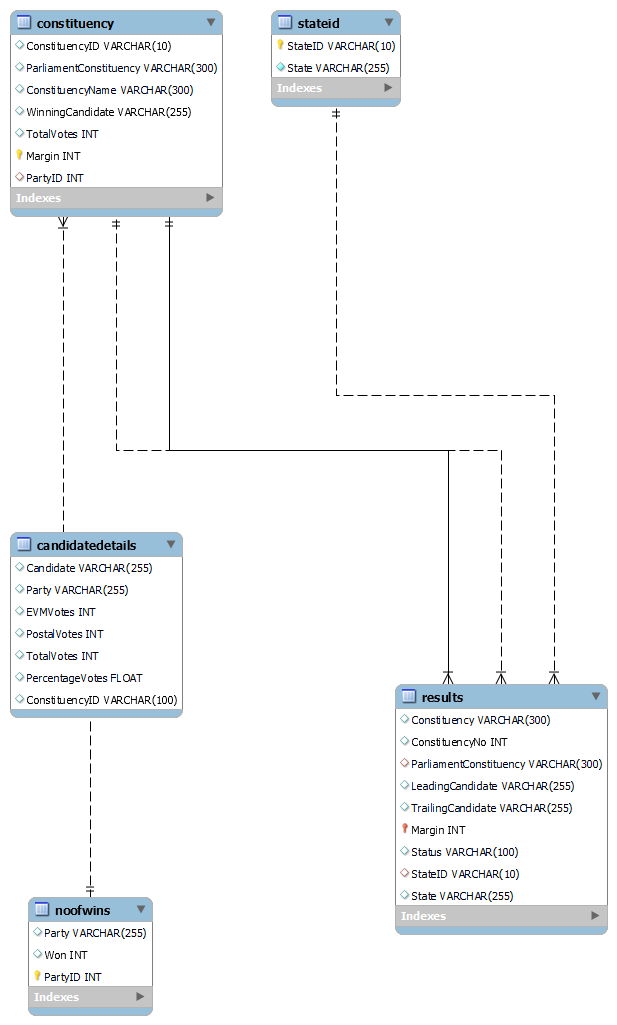 constituency
ConstituencyID VARCHAR(10)
ParliamentConstituency VARCHAR(300)
ConstituencyName VARCHAR(300)
WinningCandidate VARCHAR(255)
TotalVotes INT
Margin INT
PartyID INT
Indexes
stateid
StateID VARCHAR(10)
State VARCHAR(255)
Indexes
candidatedetails
Candidate VARCHAR(255)
Party VARCHAR(255)
EVMVotes INT
PostalVotes INT
TotalVotes INT
PercentageVotes FLOAT
ConstituencyID VARCHAR(100)
results
Constituency VARCHAR(300)
ConstituencyNo INT
ParliamentConstituency VARCHAR(300)
LeadingCandidate VARCHAR(255)
TrailingCandidate VARCHAR(255)
Margin INT
Status VARCHAR(100)
StateID VARCHAR(10)
State VARCHAR(255)
Indexes
noofwins
Party VARCHAR(255)
Won INT
PartyID INT
Indexes